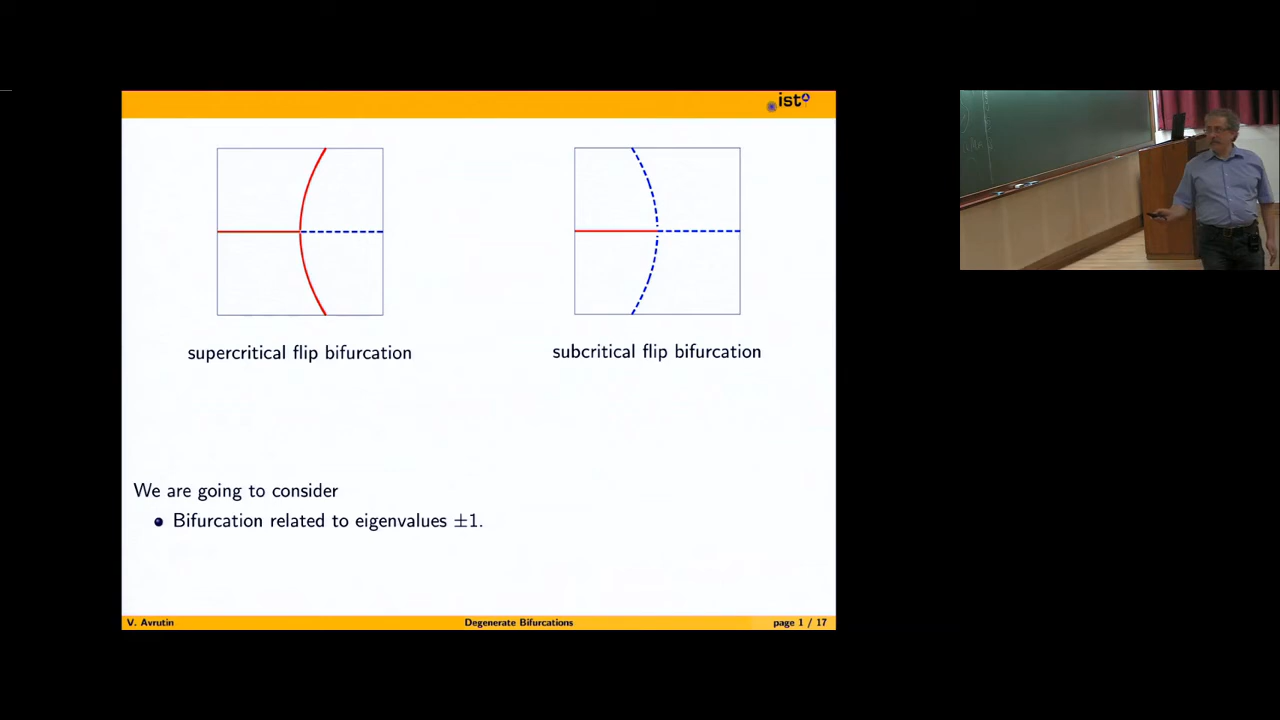 ist
supercritical flip bifurcation
subcritical flip bifurcation
We are going to consider
Bifurcation related to eigenvalues ±1.
V. Avrutin
Degenerate Bifurcations
page 1 / 17